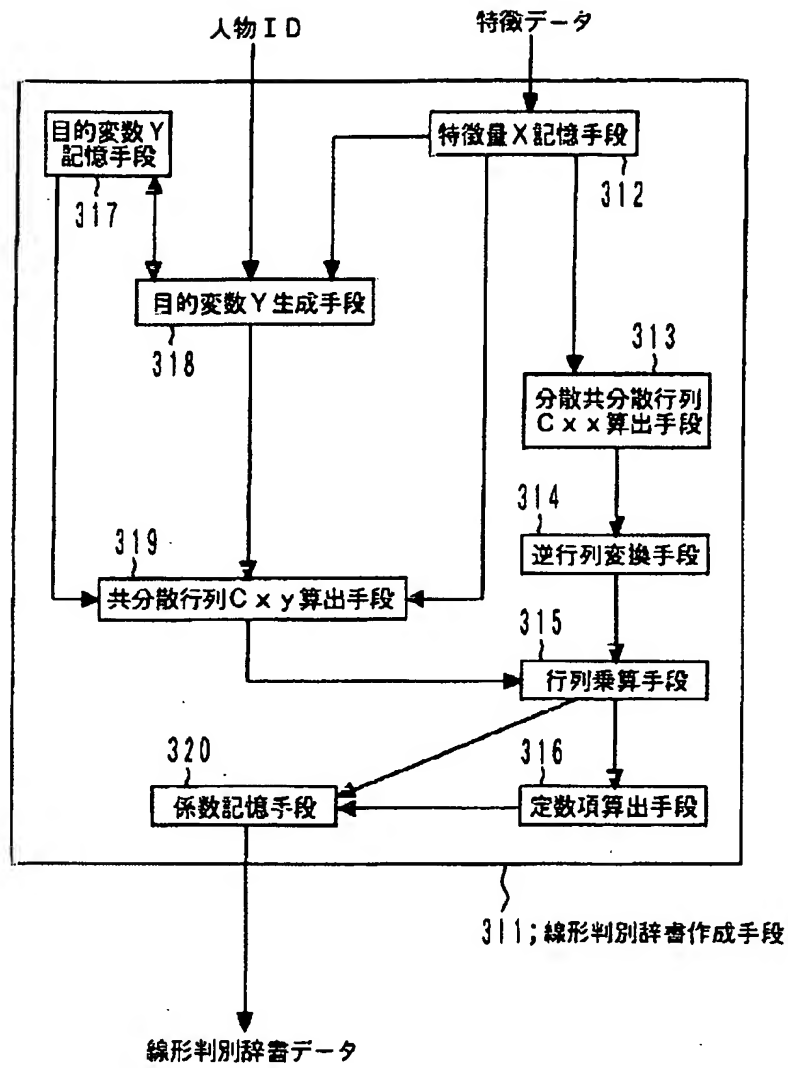 人物ID
特徴データ
目的変数Y
記憶手段
317
特徴量X記憶手段
312
目的変数Y生成手段
318
313
分散共分散行列
Cxx算出手段
314
逆行列変換手段
319
共分散行列Cxy算出手段
315
行列乗算手段
320
係数記憶手段
316
定数項算出手段
311;線形判別辞書作成手段
線形判別辞書データ